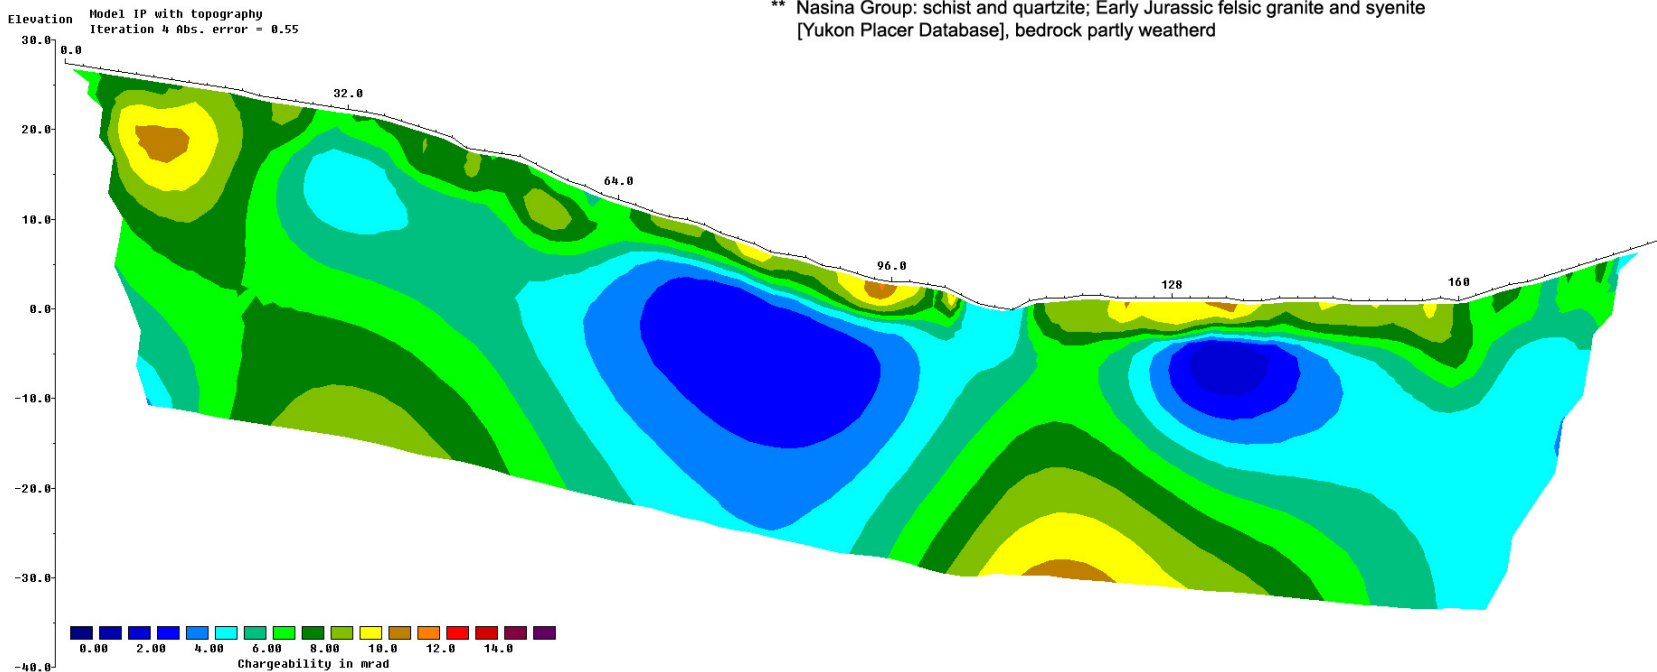 ** Nasina Group: schist and quartzite; Early Jurassic felsic granite and syenite
[Yukon Placer Database], bedrock partly weatherd
Model IP with topography
Elevation
Iteration 4 Abs. error = 0.55
30.0
0.0
32.0
20.0
64.0
10.0
96.0
128
160
0.0
-10.0
-20.0
-30.0
0.00 2.00 4.00 6.00 8.00 10.0 12.0 14.0
Chargeability in mrad
-40.0